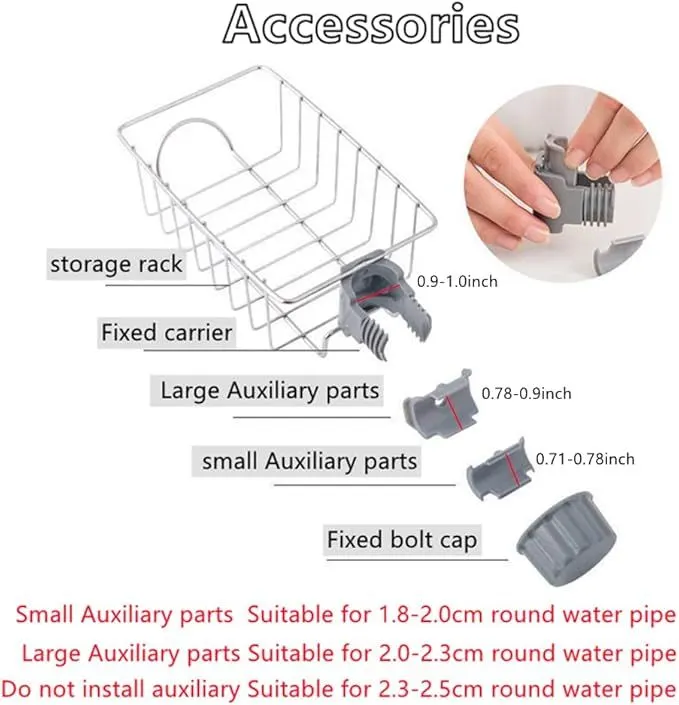 Accessories
storage rack
0.9-1.0inch
Fixed carrier
Large Auxiliary parts
0.78-0.9inch
small Auxiliary parts
0.71-0.78inch
Fixed bolt cap
Small Auxiliary parts Suitable for 1.8-2.0cm round water pipe
Large Auxiliary parts Suitable for 2.0-2.3cm round water pipe
Do not install auxiliary Suitable for 2.3-2.5cm round water pipe